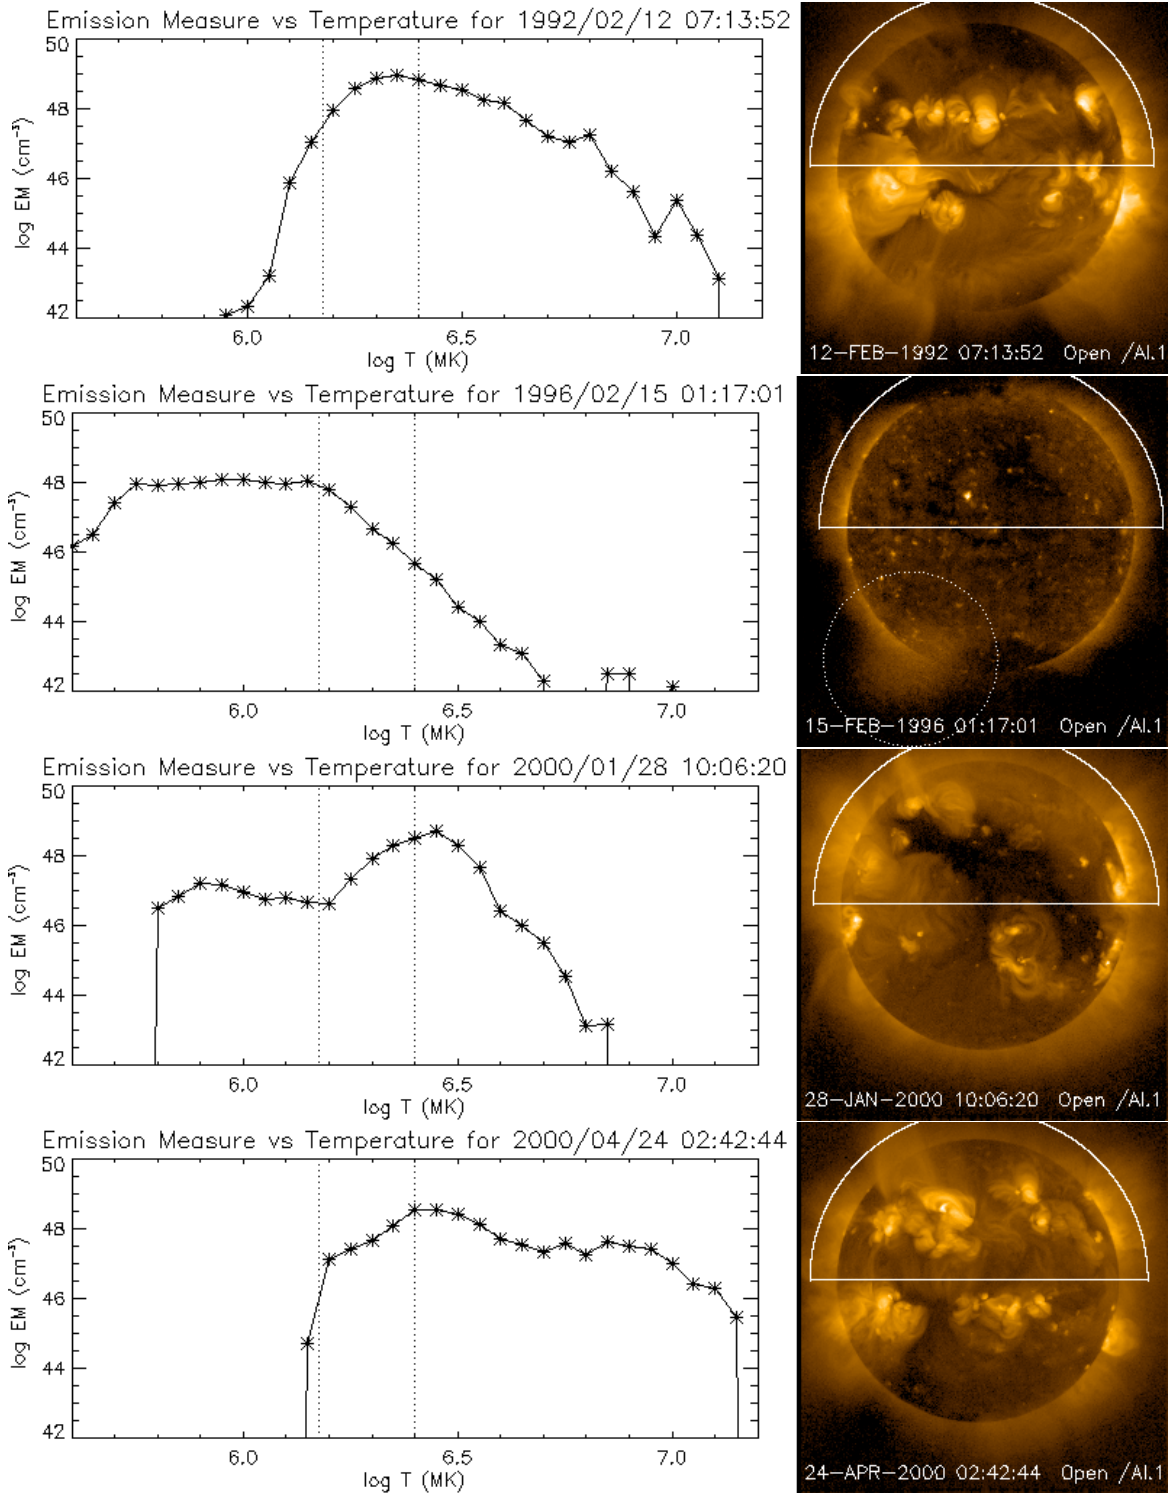 Emission Measure vs Temperature for 1992/02/12 07:13:52
50
48
46
44
42
log EM (cm⁻³)
6.0 6.5 7.0
log T (MK)
12-FEB-1992 07:13:52 Open /Al.1
Emission Measure vs Temperature for 1996/02/15 01:17:01
50
48
46
44
42
log EM (cm⁻³)
6.0 6.5 7.0
log T (MK)
15-FEB-1996 01:17:01 Open /Al.1
Emission Measure vs Temperature for 2000/01/28 10:06:20
50
48
46
44
42
log EM (cm⁻³)
6.0 6.5 7.0
log T (MK)
28-JAN-2000 10:06:20 Open /Al.1
Emission Measure vs Temperature for 2000/04/24 02:42:44
50
48
46
44
42
log EM (cm⁻³)
6.0 6.5 7.0
log T (MK)
24-APR-2000 02:42:44 Open /Al.1